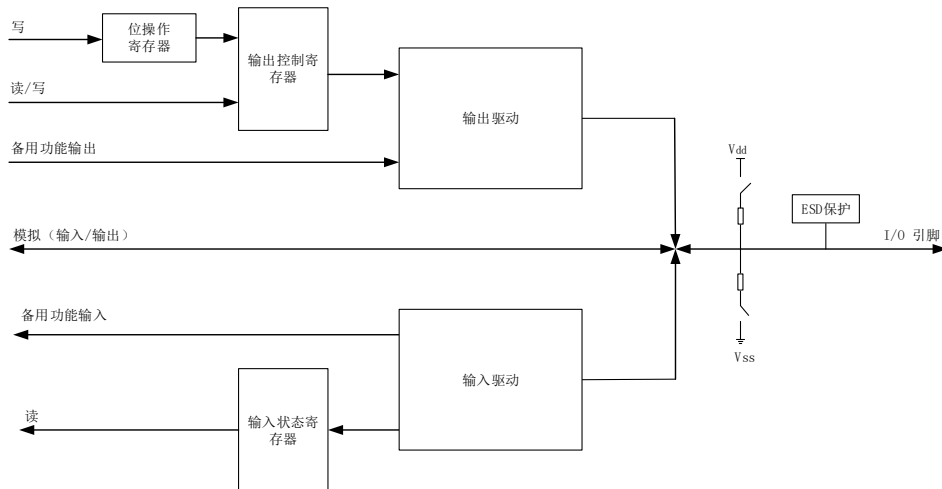 写
位操作
寄存器
输出控制寄
存器
读/写
输出驱动
备用功能输出
Vdd
ESD保护
模拟（输入/输出）
I/O 引脚
备用功能输入
Vss
输入驱动
读
输入状态寄
存器